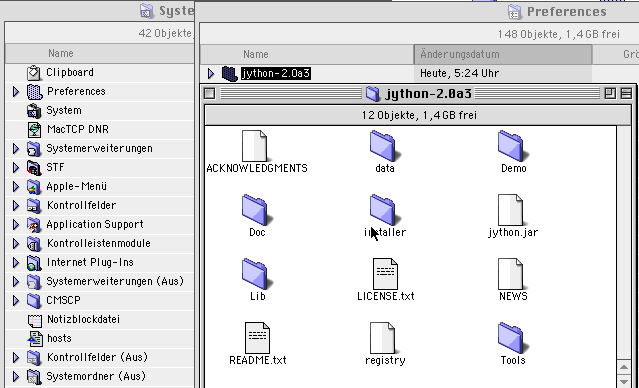 Syste
42 Objekte,
Name
Clipboard
Preferences
System
MacTCP DNR
Systemerweiterungen
STF
Apple-Menü
Kontrollfelder
Application Support
Kontrolleistenmodule
Internet Plug-Ins
Systemerweiterungen (Aus)
CMSCP
Notizblockdatei
hosts
Kontrollfelder (Aus)
Systemordner (Aus)
Preferences
148 Objekte, 1,4 GB frei
Name Änderungsdatum Grö
jython-2.0a3 Heute, 5:24 Uhr
jython-2.0a3
12 Objekte, 1,4 GB frei
ACKNOWLEDGMENTS data Demo
Doc installer jython.jar
Lib LICENSE.txt NEWS
README.txt registry Tools